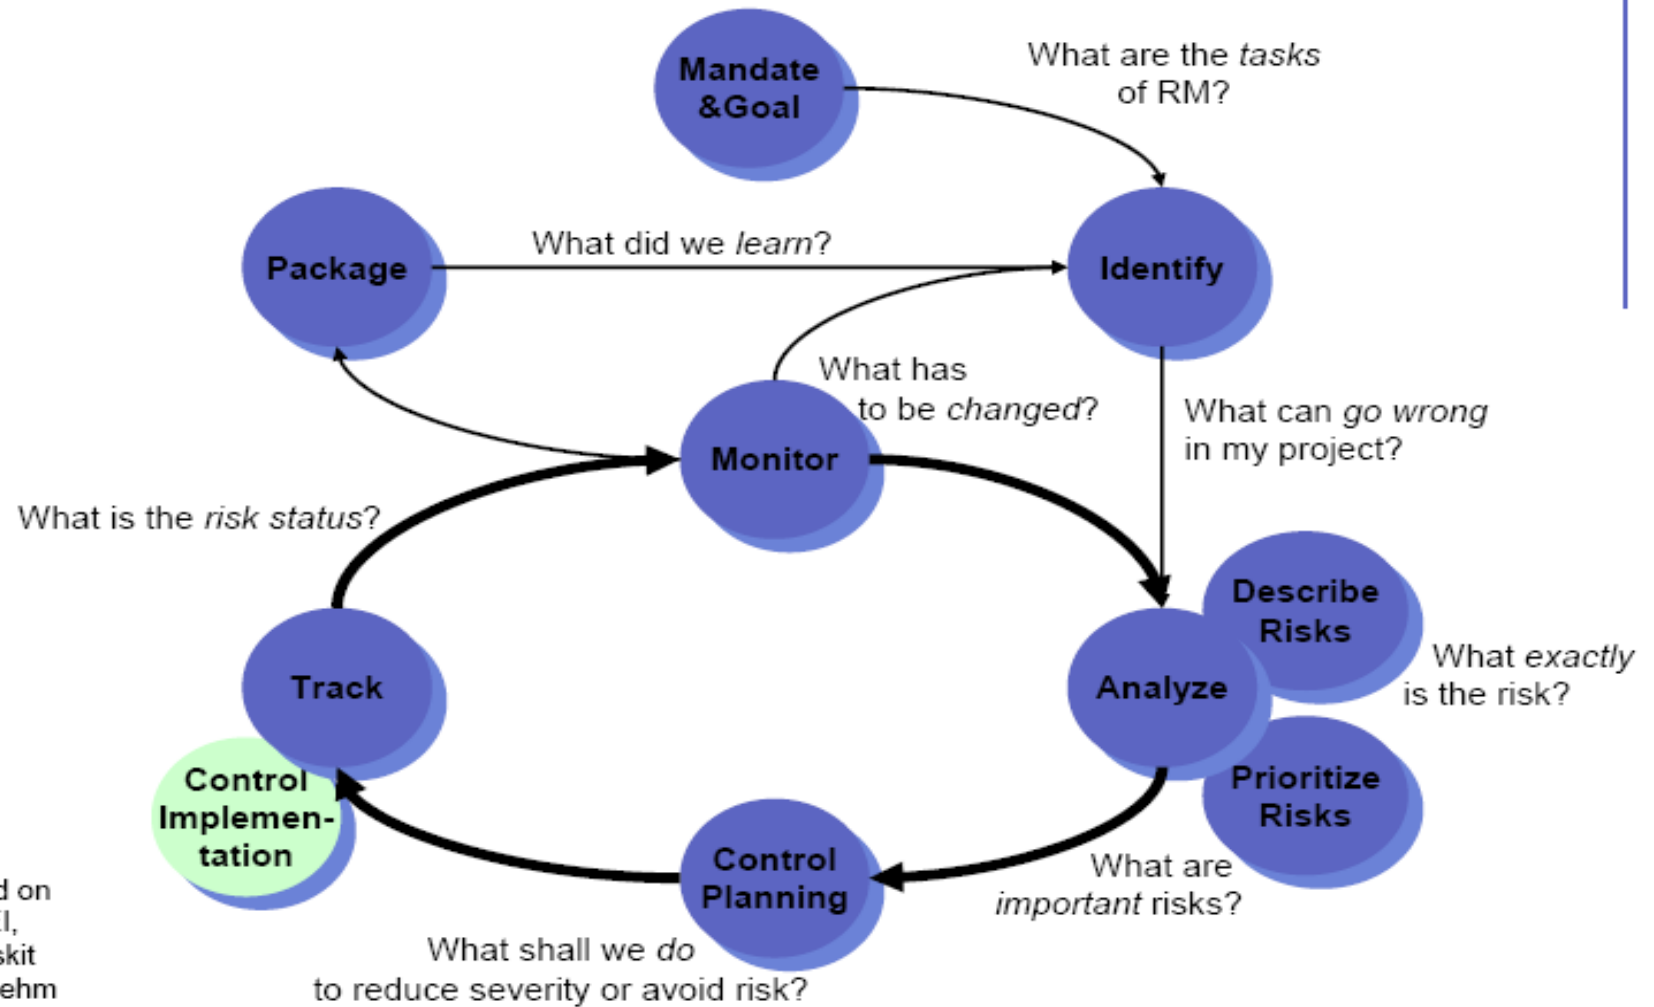 Mandate
&Goal
What are the tasks
of RM?
Package
What did we learn?
Identify
What has
to be changed?
What can go wrong
in my project?
Monitor
What is the risk status?
Describe
Risks
What exactly
is the risk?
Track
Analyze
Prioritize
Risks
Control
Implemen-
tation
Control
Planning
What are
important risks?
What shall we do
to reduce severity or avoid risk?
on